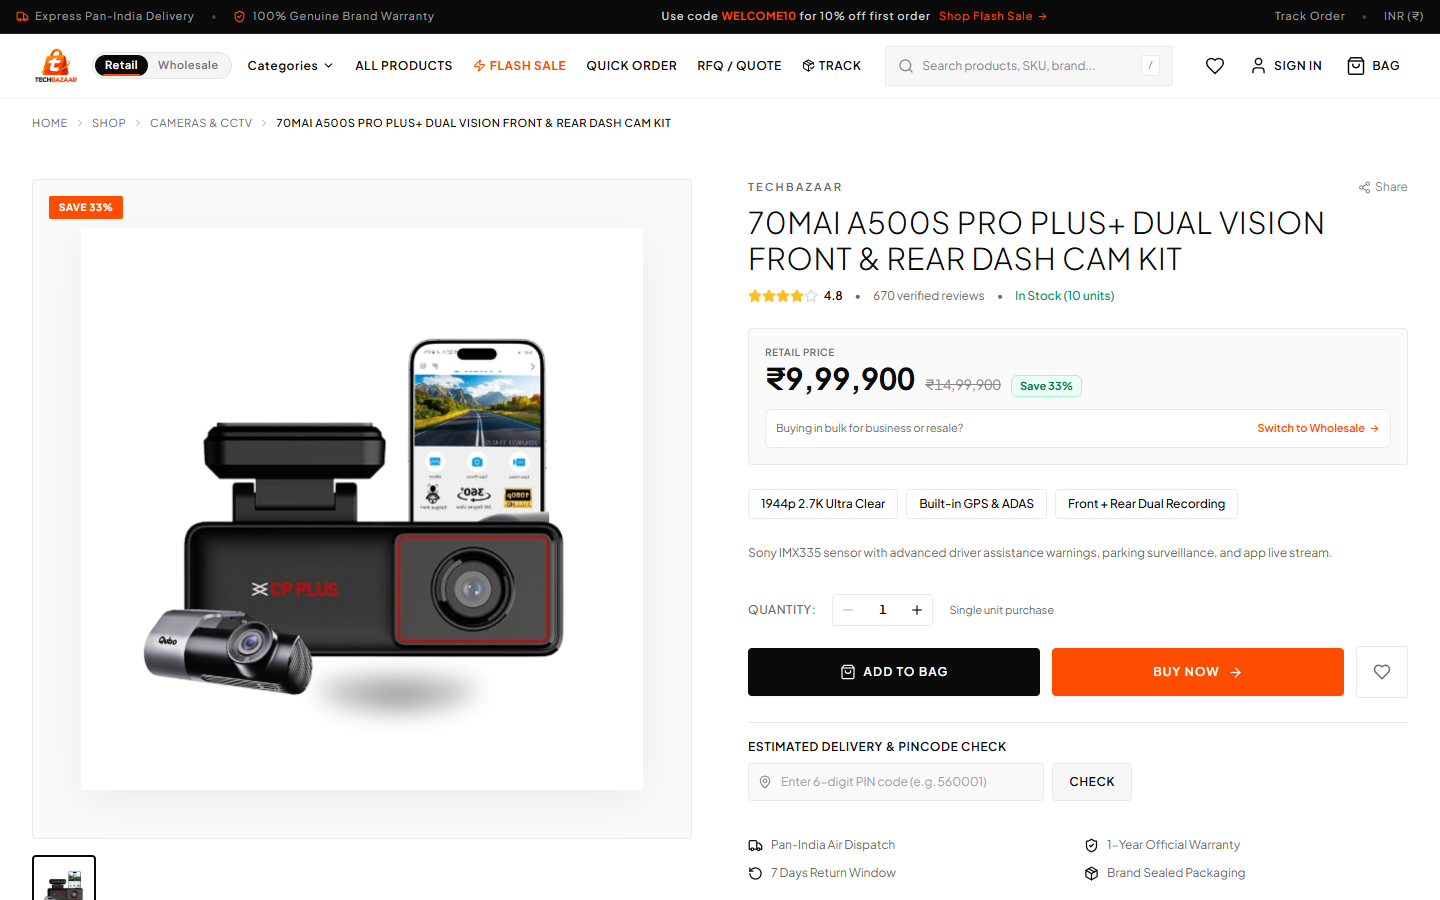 Express Pan-India Delivery • 100% Genuine Brand Warranty
Use code WELCOME10 for 10% off first order Shop Flash Sale →
Track Order • INR (₹)
TECHBAZAAR
Retail Wholesale
Categories
ALL PRODUCTS
FLASH SALE
QUICK ORDER
RFQ / QUOTE
TRACK
Search products, SKU, brand... /
SIGN IN
BAG
HOME > SHOP > CAMERAS & CCTV > 70MAI A500S PRO PLUS+ DUAL VISION FRONT & REAR DASH CAM KIT
SAVE 33%
CP PLUS
Qubo
360°
1080p
TECHBAZAAR
Share
70MAI A500S PRO PLUS+ DUAL VISION
FRONT & REAR DASH CAM KIT
4.8 • 670 verified reviews • In Stock (10 units)
RETAIL PRICE
₹9,99,900 ₹14,99,900 Save 33%
Buying in bulk for business or resale? Switch to Wholesale →
1944p 2.7K Ultra Clear
Built-in GPS & ADAS
Front + Rear Dual Recording
Sony IMX335 sensor with advanced driver assistance warnings, parking surveillance, and app live stream.
QUANTITY: − 1 + Single unit purchase
ADD TO BAG
BUY NOW →
ESTIMATED DELIVERY & PINCODE CHECK
Enter 6-digit PIN code (e.g. 560001) CHECK
Pan-India Air Dispatch
1-Year Official Warranty
7 Days Return Window
Brand Sealed Packaging